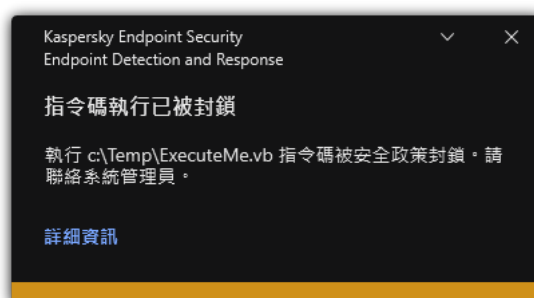 Kaspersky Endpoint Security
Endpoint Detection and Response
指令碼執行已被封鎖
執行 c:\Temp\ExecuteMe.vb 指令碼被安全政策封鎖。請
聯絡系統管理員。
詳細資訊